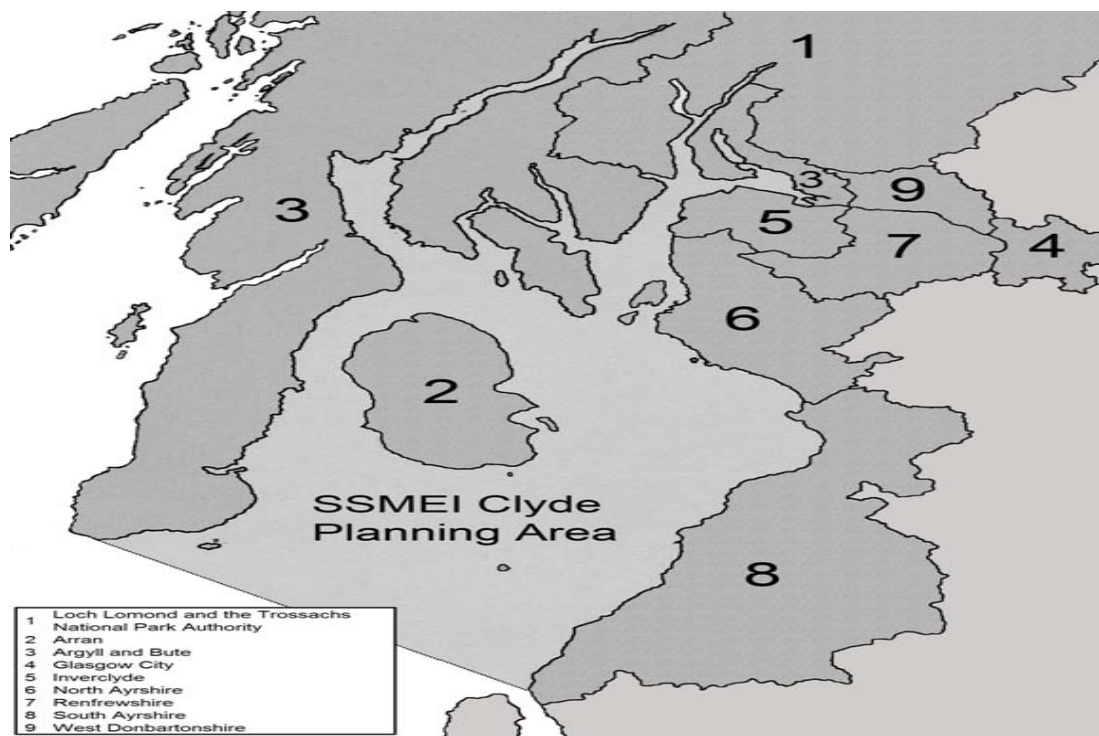 1
3
3
9
5
4
7
6
2
SSMEI Clyde
Planning Area
8
1 Loch Lomond and the Trossachs
National Park Authority
2 Arran
3 Argyll and Bute
4 Glasgow City
5 Inverclyde
6 North Ayrshire
7 Renfrewshire
8 South Ayrshire
9 West Donbartonshire